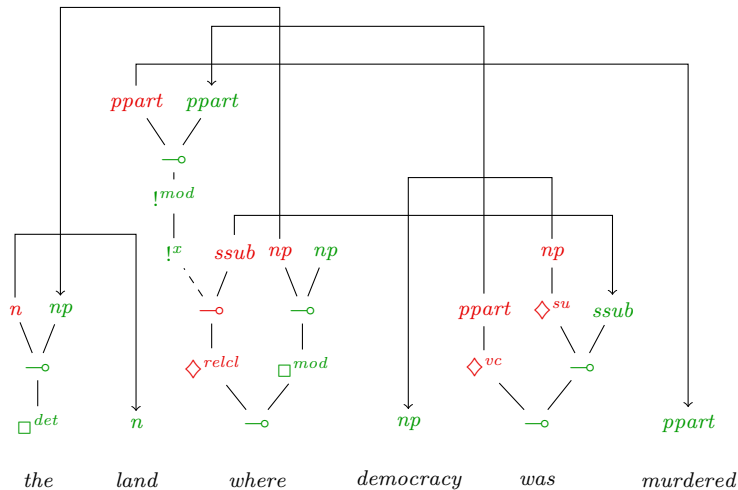 ppart ppart
⊸
!^mod
!^x ssub np np np
n np ⊸ ⊸ ppart ◇^su ssub
⊸ ◇^relcl □^mod ◇^vc ⊸
□^det n ⊸ np ⊸ ppart
the land where democracy was murdered